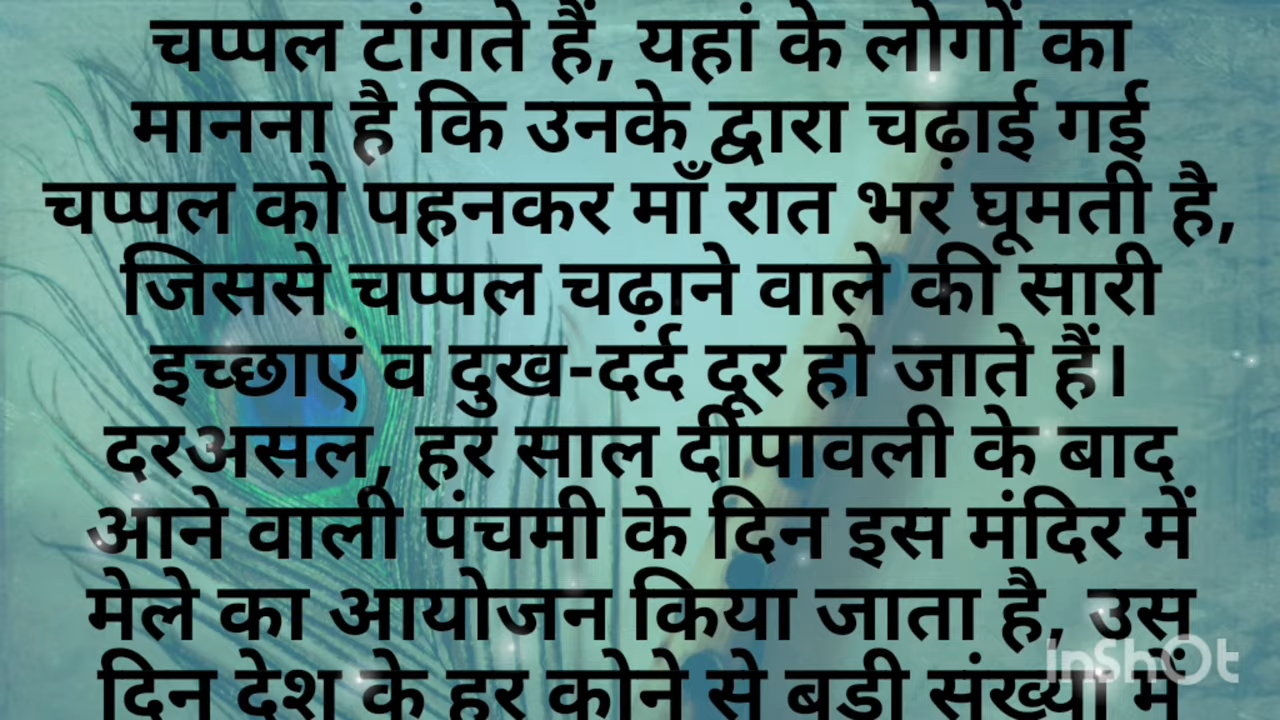 चप्पल टांगते हैं, यहां के लोगों का
मानना है कि उनके द्वारा चढ़ाई गई
चप्पल को पहनकर माँ रात भर घूमती है,
जिससे चप्पल चढ़ाने वाले की सारी
इच्छाएं व दुख-दर्द दूर हो जाते हैं।
दरअसल, हर साल दीपावली के बाद
आने वाली पंचमी के दिन इस मंदिर में
मेले का आयोजन किया जाता है, उस
दिन देश के हर कोने से बड़ी संख्या में
InShOt